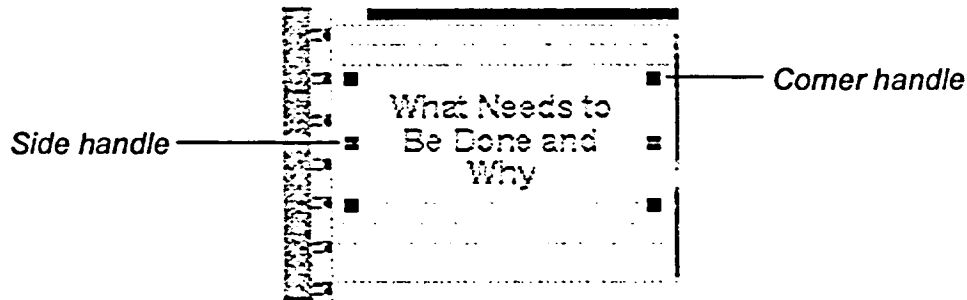 Corner handle
What Needs to
Be Done and
Side handle
Why